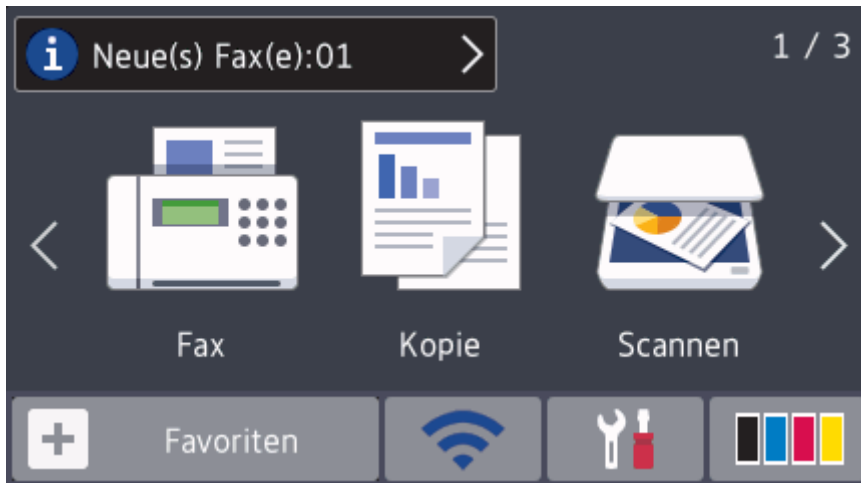 i Neue(s) Fax(e):01
1 / 3
Fax
Kopie
Scannen
Favoriten